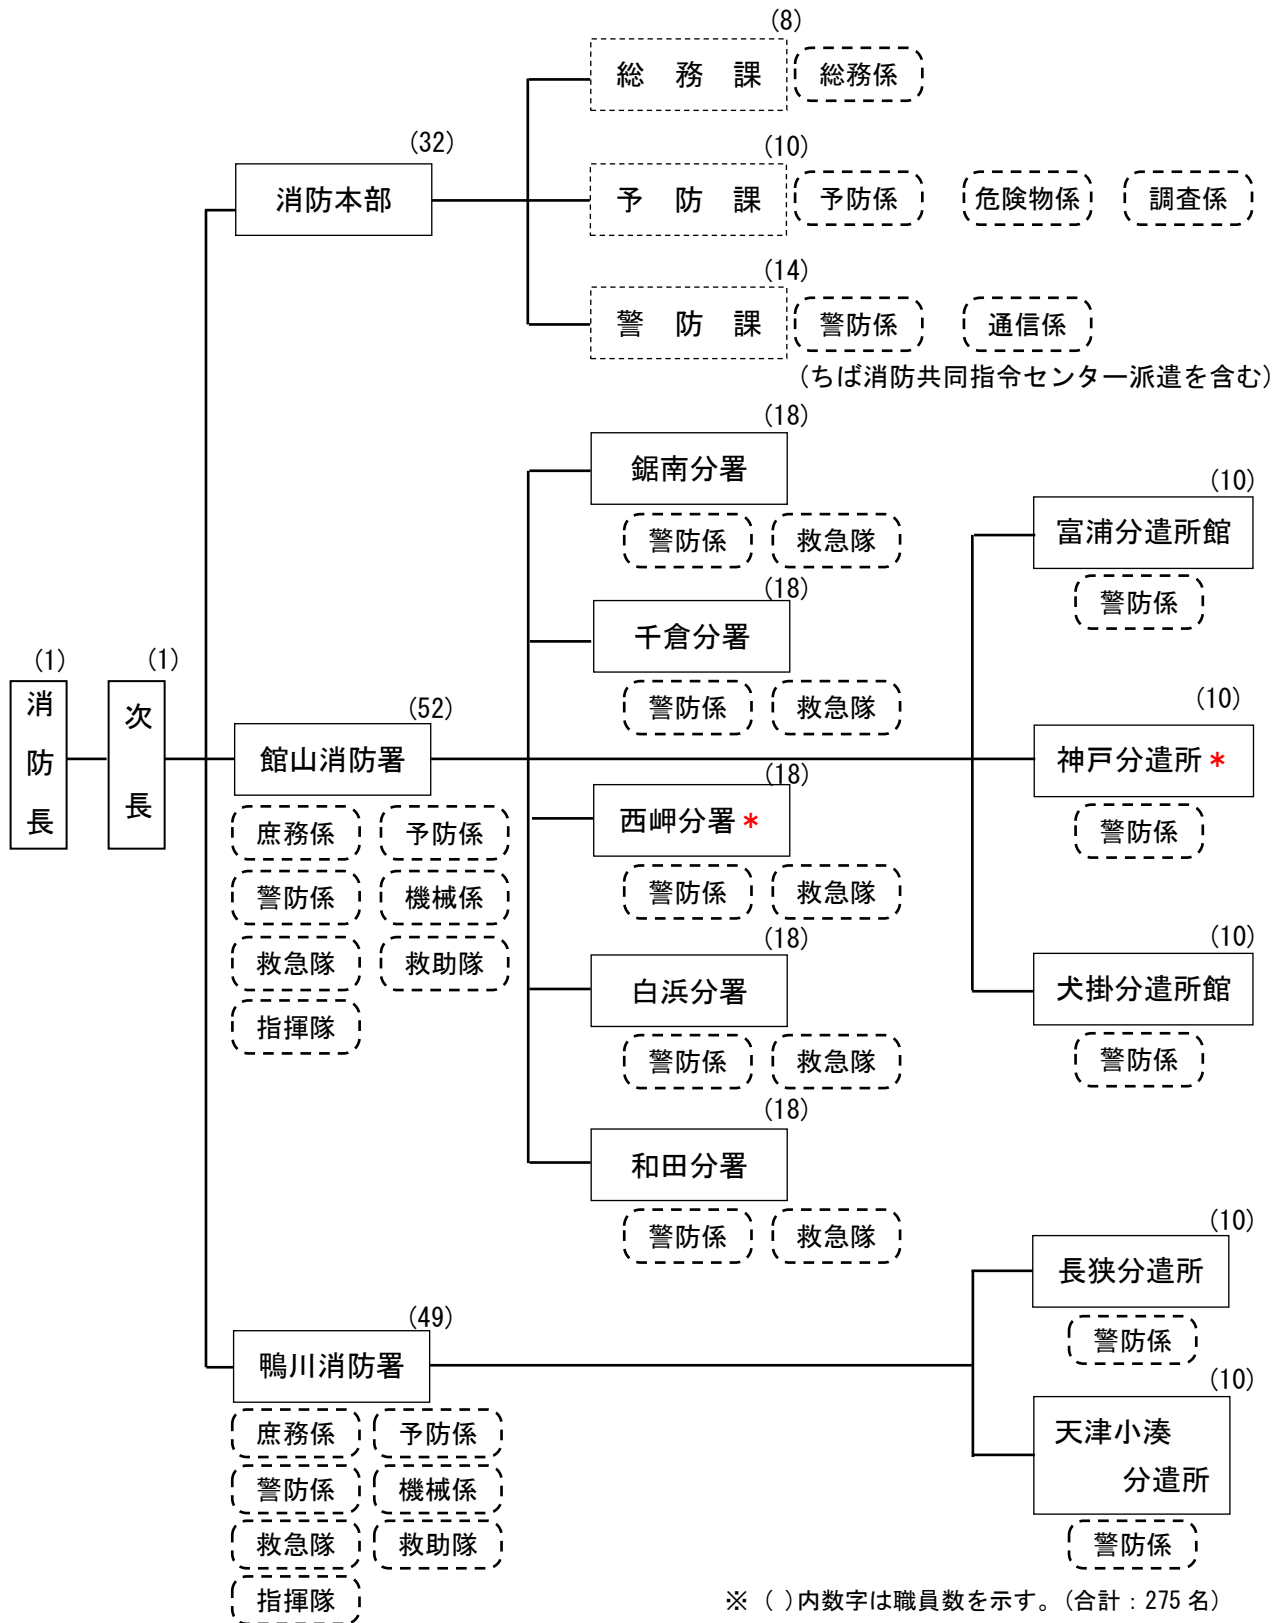 (8)
総 務 課
総務係
(32)
消防本部
(10)
予 防 課
予防係
危険物係
調査係
(14)
警 防 課
警防係
通信係
(ちば消防共同指令センター派遣を含む)
(18)
鋸南分署
警防係
救急隊
(10)
富浦分遣所館
警防係
(18)
千倉分署
警防係
救急隊
(1)
消防長
(1)
次長
(52)
館山消防署
庶務係
予防係
警防係
機械係
救急隊
救助隊
指揮隊
(18)
西岬分署*
警防係
救急隊
(10)
神戸分遣所*
警防係
(18)
白浜分署
警防係
救急隊
(10)
犬掛分遣所館
警防係
(18)
和田分署
警防係
救急隊
(49)
鴨川消防署
庶務係
予防係
警防係
機械係
救急隊
救助隊
指揮隊
(10)
長狭分遣所
警防係
(10)
天津小湊
分遣所
警防係
※ ( )内数字は職員数を示す。(合計：275 名)